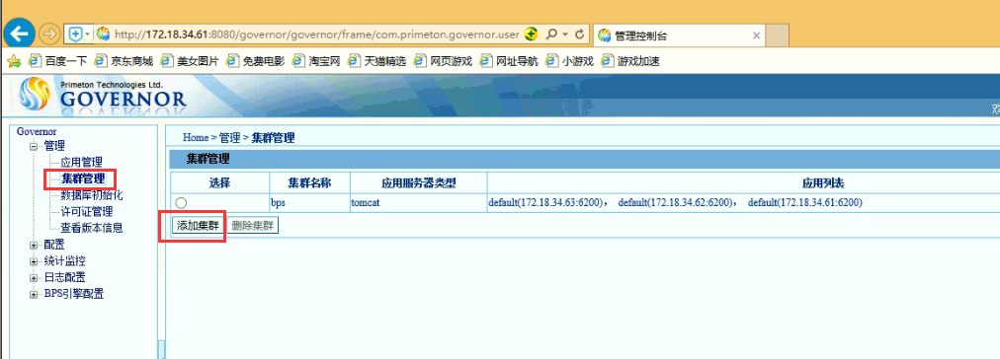 http://172.18.34.61:8080/governor/governor/frame/com.primeton.governor.user
管理控制台
百度一下 京东商城 美女图片 免费电影 淘宝网 天猫精选 网页游戏 网址导航 小游戏 游戏加速
Primeton Technologies Ltd.
GOVERNOR
Governor
管理
应用管理
集群管理
数据库初始化
许可证管理
查看版本信息
配置
统计监控
日志配置
BPS引擎配置
Home > 管理 > 集群管理
集群管理
选择 集群名称 应用服务器类型 应用列表
bps tomcat default(172.18.34.63:6200)， default(172.18.34.62:6200)， default(172.18.34.61:6200)
添加集群 删除集群